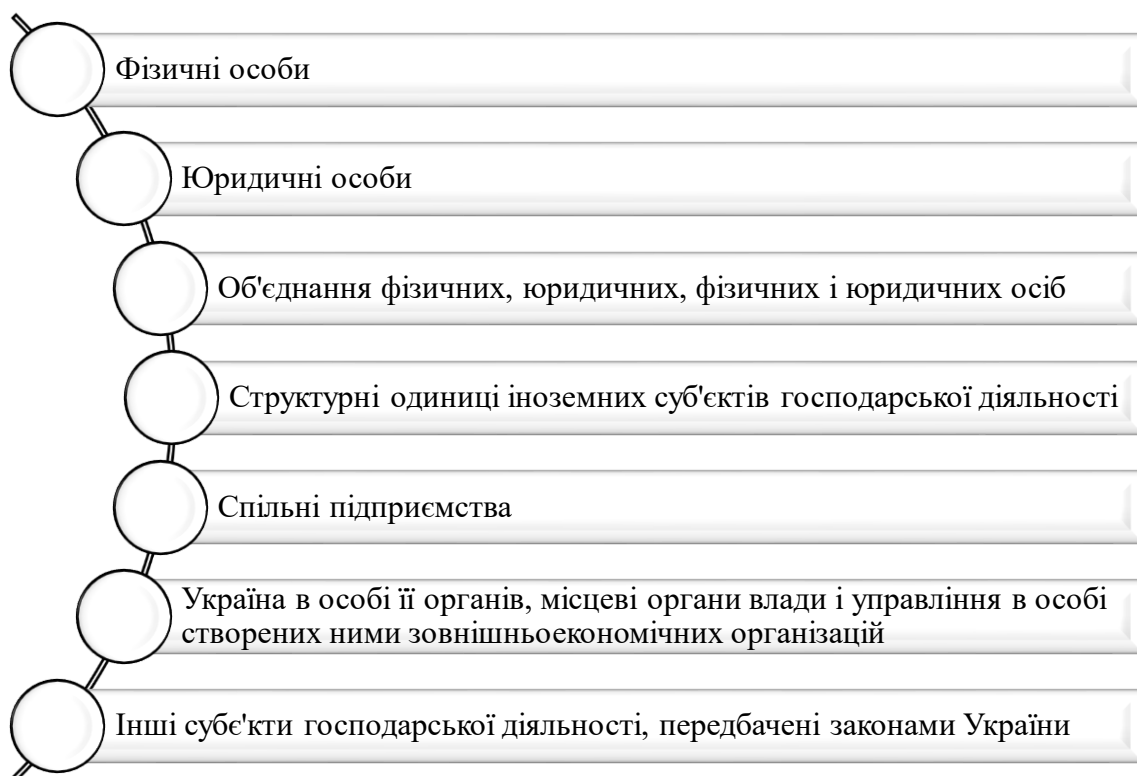 Фізичні особи
Юридичні особи
Об'єднання фізичних, юридичних, фізичних і юридичних осіб
Структурні одиниці іноземних суб'єктів господарської діяльності
Спільні підприємства
Україна в особі її органів, місцеві органи влади і управління в особі
створених ними зовнішньоекономічних організацій
Інші субє'кти господарської діяльності, передбачені законами України